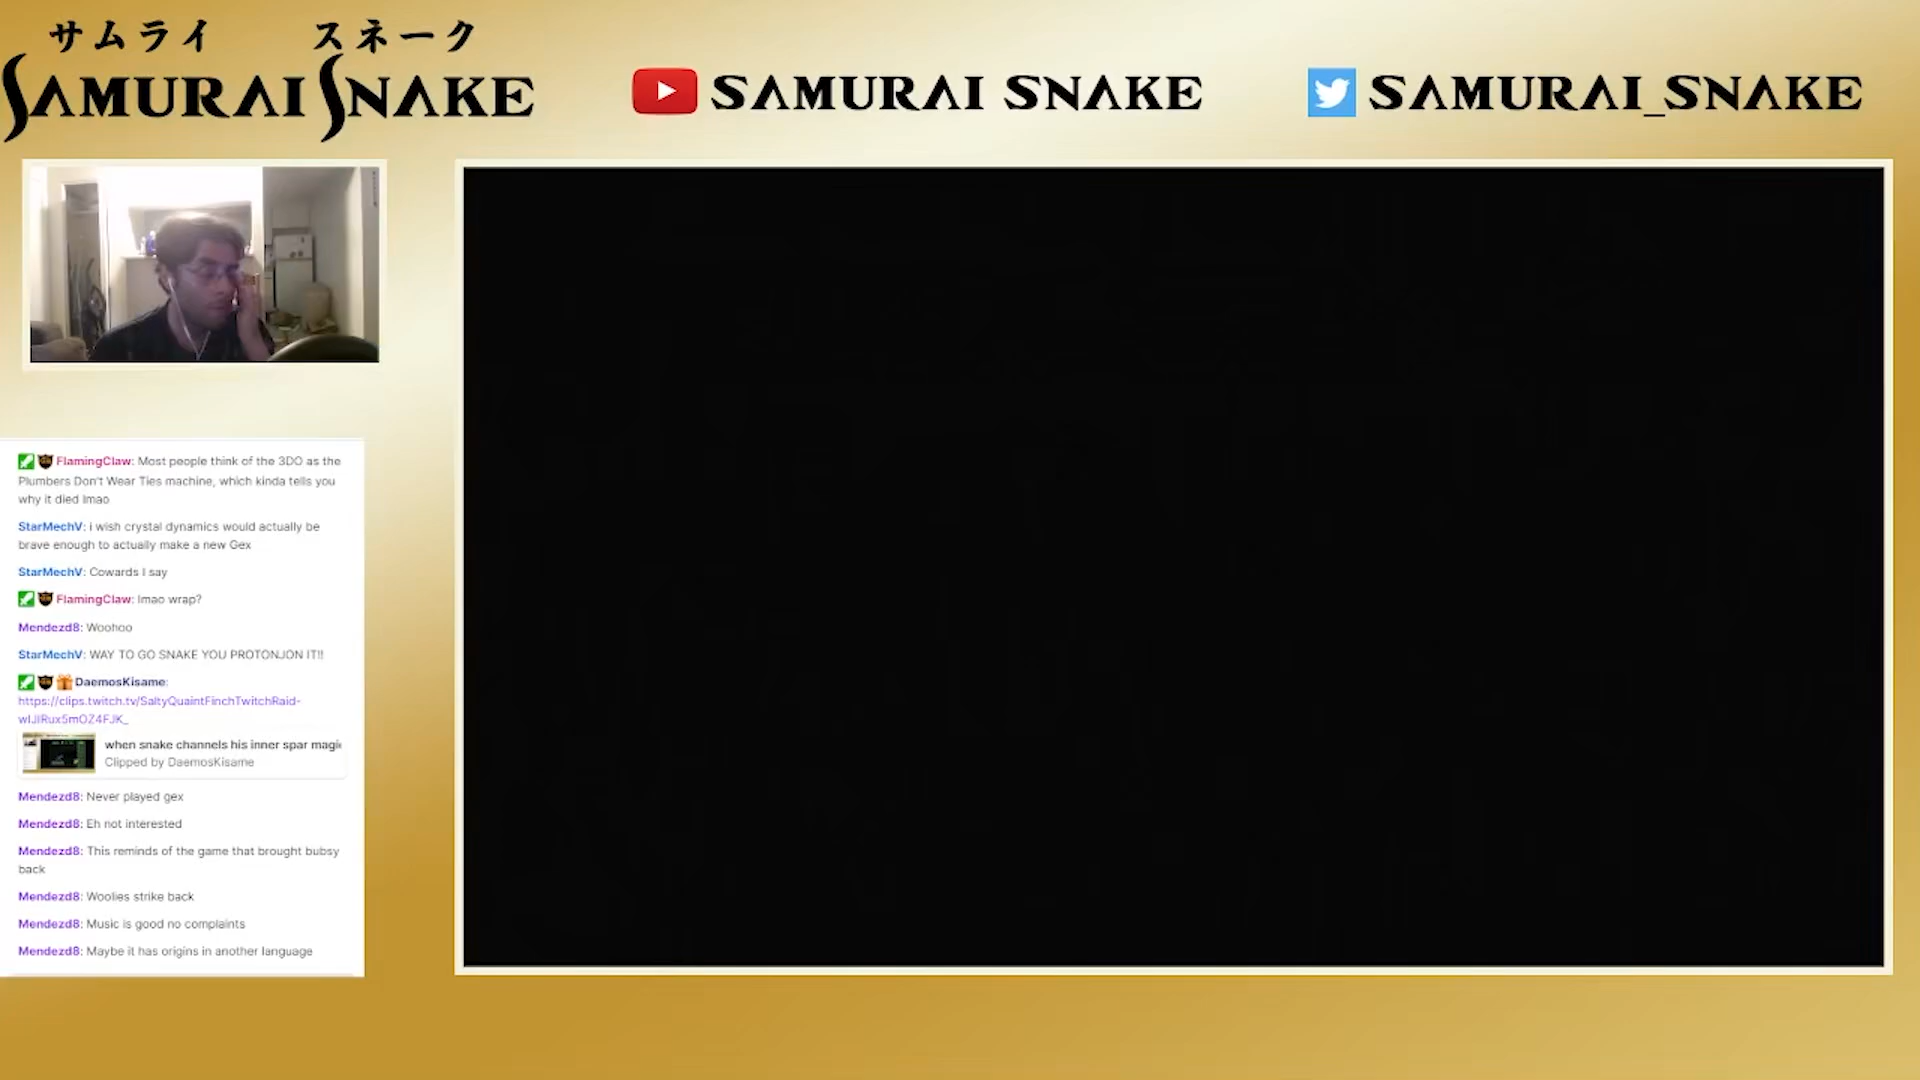 サムライ スネーク
SAMURAI SNAKE
SAMURAI SNAKE
SAMURAI_SNAKE
FlamingClaw: Most people think of the 3DO as the
Plumbers Don't Wear Ties machine, which kinda tells you
why it died lmao
StarMechV: i wish crystal dynamics would actually be
brave enough to actually make a new Gex
StarMechV: Cowards I say
FlamingClaw: lmao wrap?
Mendezd8: Woohoo
StarMechV: WAY TO GO SNAKE YOU PROTONJON IT!!
DaemosKisame:
https://clips.twitch.tv/SaltyQuaintFinchTwitchRaid-
wIJIRux5mOZ4FJK_
when snake channels his inner spar magi
Clipped by DaemosKisame
Mendezd8: Never played gex
Mendezd8: Eh not interested
Mendezd8: This reminds of the game that brought bubsy
back
Mendezd8: Woolies strike back
Mendezd8: Music is good no complaints
Mendezd8: Maybe it has origins in another language